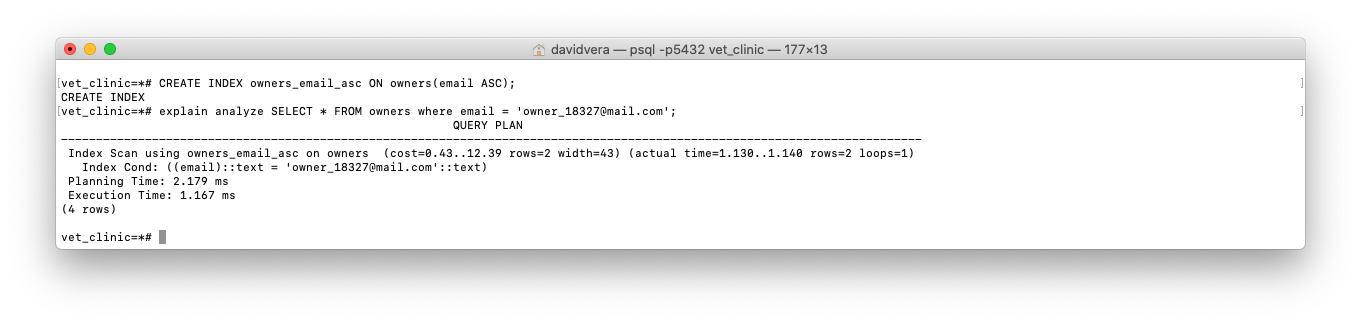 davidvera — psql -p5432 vet_clinic — 177×13
[vet_clinic=*# CREATE INDEX owners_email_asc ON owners(email ASC); ]
CREATE INDEX
[vet_clinic=*# explain analyze SELECT * FROM owners where email = 'owner_18327@mail.com'; ]
QUERY PLAN
Index Scan using owners_email_asc on owners  (cost=0.43..12.39 rows=2 width=43) (actual time=1.130..1.140 rows=2 loops=1)
Index Cond: ((email)::text = 'owner_18327@mail.com'::text)
Planning Time: 2.179 ms
Execution Time: 1.167 ms
(4 rows)
vet_clinic=*#